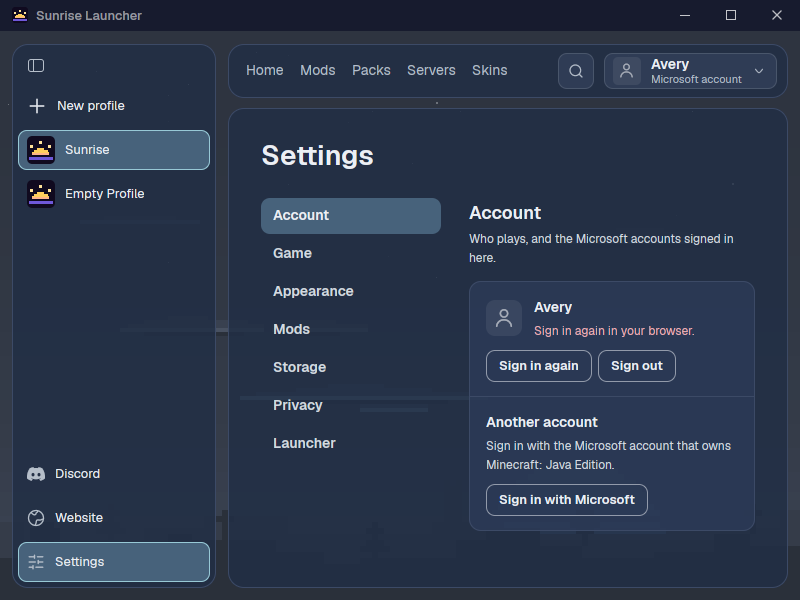 Sunrise Launcher
New profile
Sunrise
Empty Profile
Discord
Website
Settings
Home Mods Packs Servers Skins
Avery
Microsoft account
Settings
Account
Game
Appearance
Mods
Storage
Privacy
Launcher
Account
Who plays, and the Microsoft accounts signed in
here.
Avery
Sign in again in your browser.
Sign in again Sign out
Another account
Sign in with the Microsoft account that owns
Minecraft: Java Edition.
Sign in with Microsoft